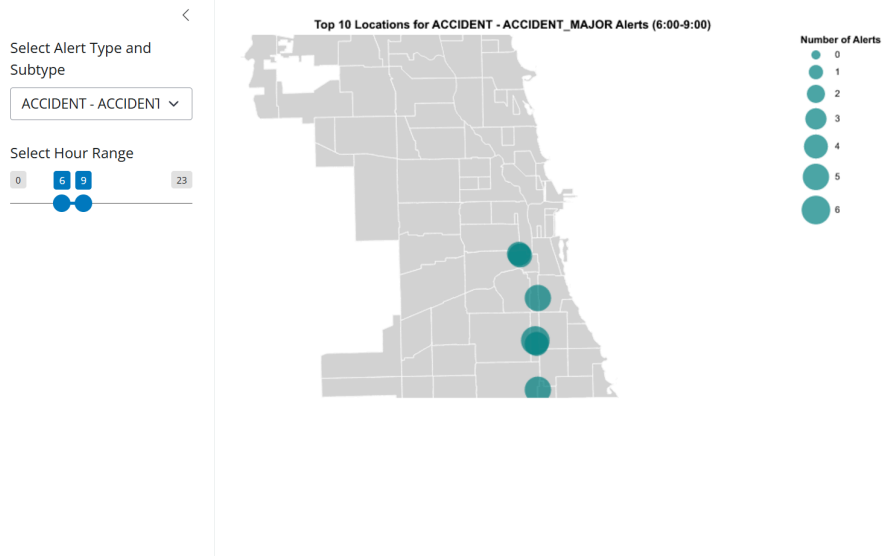 Select Alert Type and
Subtype
ACCIDENT - ACCIDENT
Select Hour Range
0
6
9
23
Top 10 Locations for ACCIDENT - ACCIDENT_MAJOR Alerts (6:00-9:00)
Number of Alerts
0
1
2
3
4
5
6